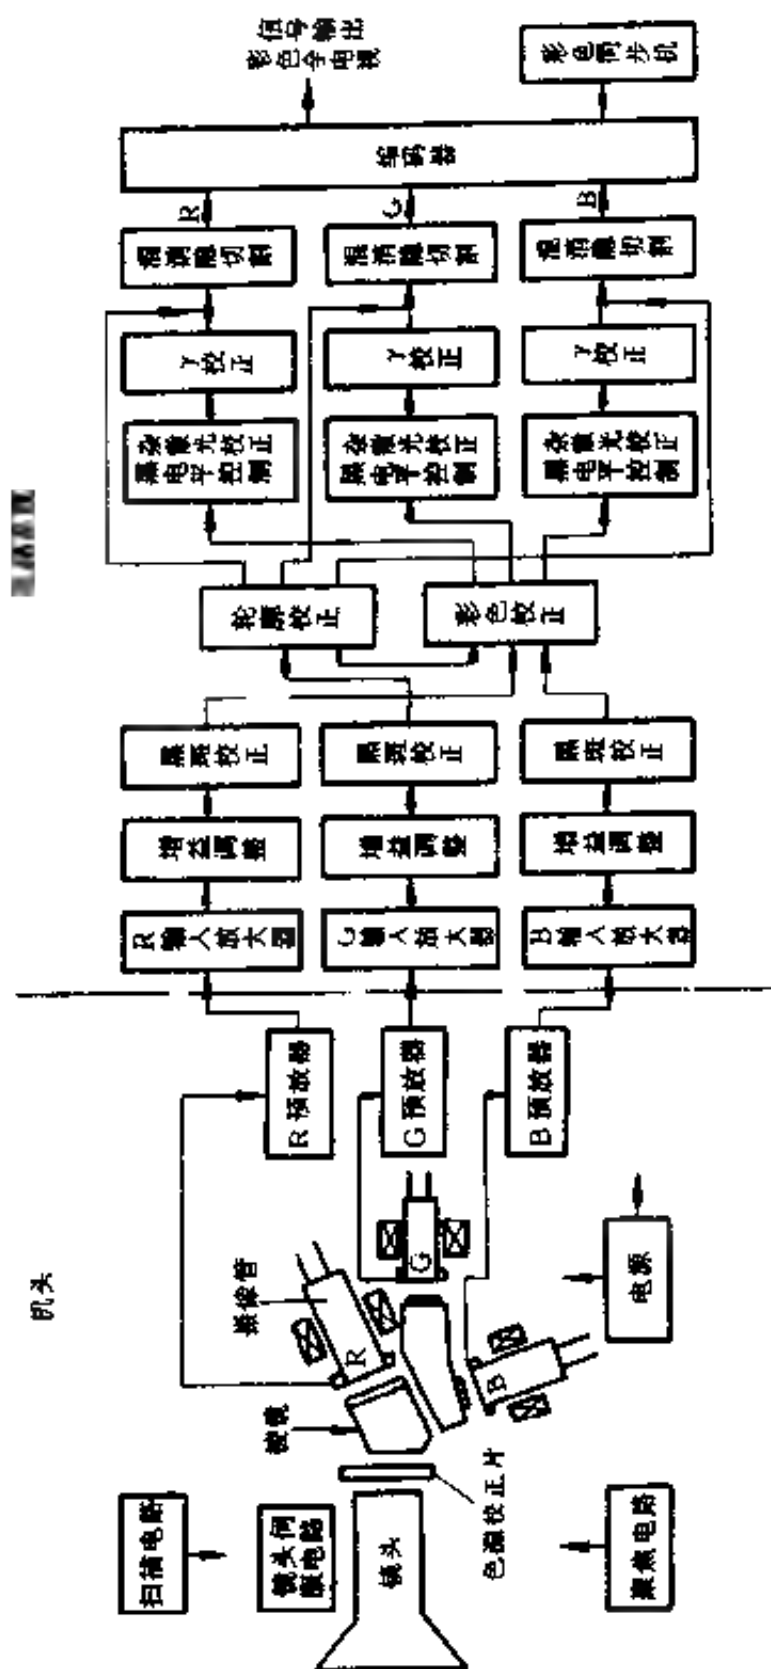 机头
扫描电路
镜头伺
服电路
镜头
聚焦电路
色温校正片
棱镜
摄像管
R
G
B
电源
R预放器
G预放器
B预放器
R输入放大器
G输入放大器
B输入放大器
增益调整
增益调整
增益调整
黑斑校正
黑斑校正
黑斑校正
轮廓校正
彩色校正
杂散光校正
黑电平控制
杂散光校正
黑电平控制
杂散光校正
黑电平控制
γ校正
γ校正
γ校正
混消隐切割
混消隐切割
混消隐切割
R
G
B
编码器
彩色全电视
信号输出
彩色同步机